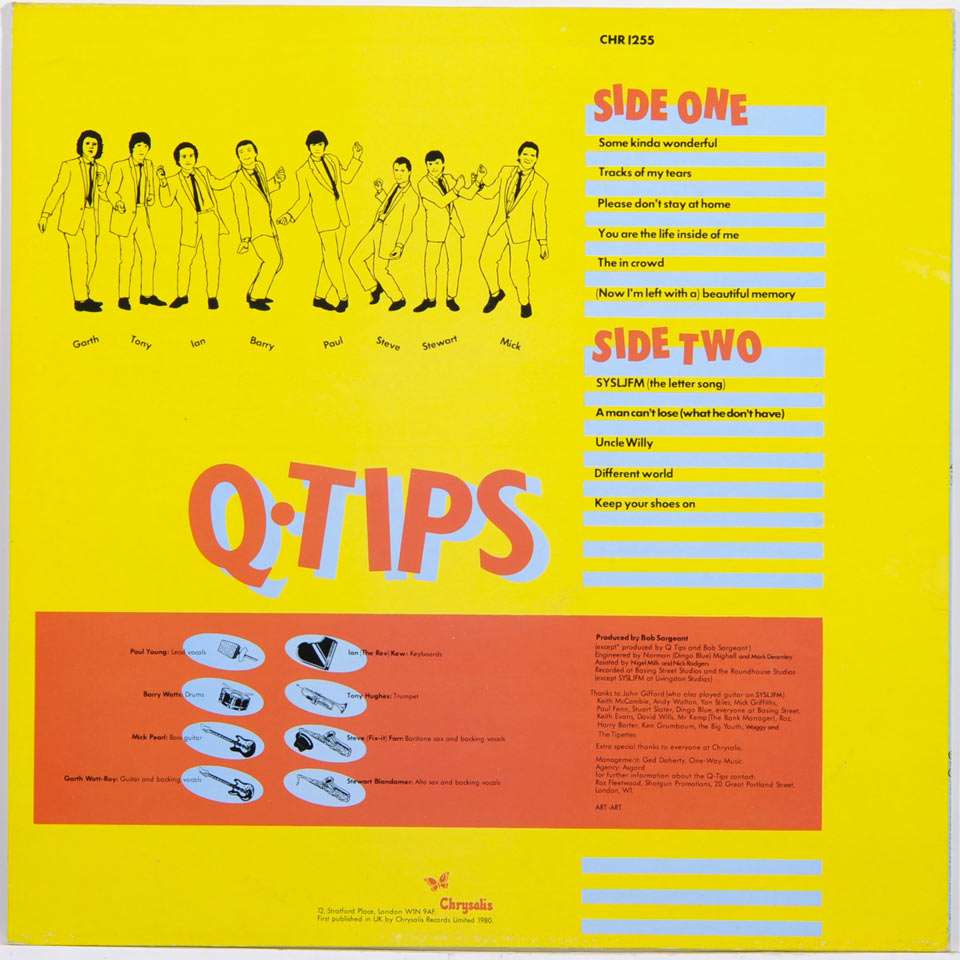 CHR 1255
SIDE ONE
Some kinda wonderful
Tracks of my tears
Please don't stay at home
You are the life inside of me
The in crowd
(Now I'm left with a) beautiful memory
SIDE TWO
SYSLJFM (the letter song)
A man can't lose (what he don't have)
Uncle Willy
Different world
Keep your shoes on
Garth Tony Ian Barry Paul Steve Stewart Mick
Q·TIPS
Paul Young: Lead vocals
Barry Watts: Drums
Mick Pearl: Bass guitar
Garth Watt-Roy: Guitar and backing vocals
Ian (The Rev) Kew: Keyboards
Tony Hughes: Trumpet
Steve (Fix-it) Farr: Baritone sax and backing vocals
Stewart Blandamer: Alto sax and backing vocals
Produced by Bob Sargeant
(except* produced by Q Tips and Bob Sargeant)
Engineered by Norman (Dingo Blue) Mighell and Mark Dearnley
Assisted by Nigel Mills and Nick Rodgers
Recorded at Basing Street Studios and the Roundhouse Studios
(except SYSLJFM at Livingston Studios)
Thanks to John Gifford (who also played guitar on SYSLJFM)
Keith McCambie, Andy Walton, Yan Stiles, Mick Griffiths,
Paul Fenn, Stuart Slater, Dingo Blue, everyone at Basing Street,
Keith Evans, David Wills, Mr Kemp (The Bank Manager), Raz,
Harry Barter, Ken Grumbaum, the Big Youth, Waggy and
The Tipettes
Extra special thanks to everyone at Chrysalis.
Management: Ged Doherty, One-Way Music
Agency: Asgard
for further information about the Q-Tips contact:
Roz Fleetwood, Shotgun Promotions, 20 Great Portland Street,
London, W1.
ART-ART
Chrysalis
12, Stratford Place, London W1N 9AF.
First published in UK by Chrysalis Records Limited 1980.